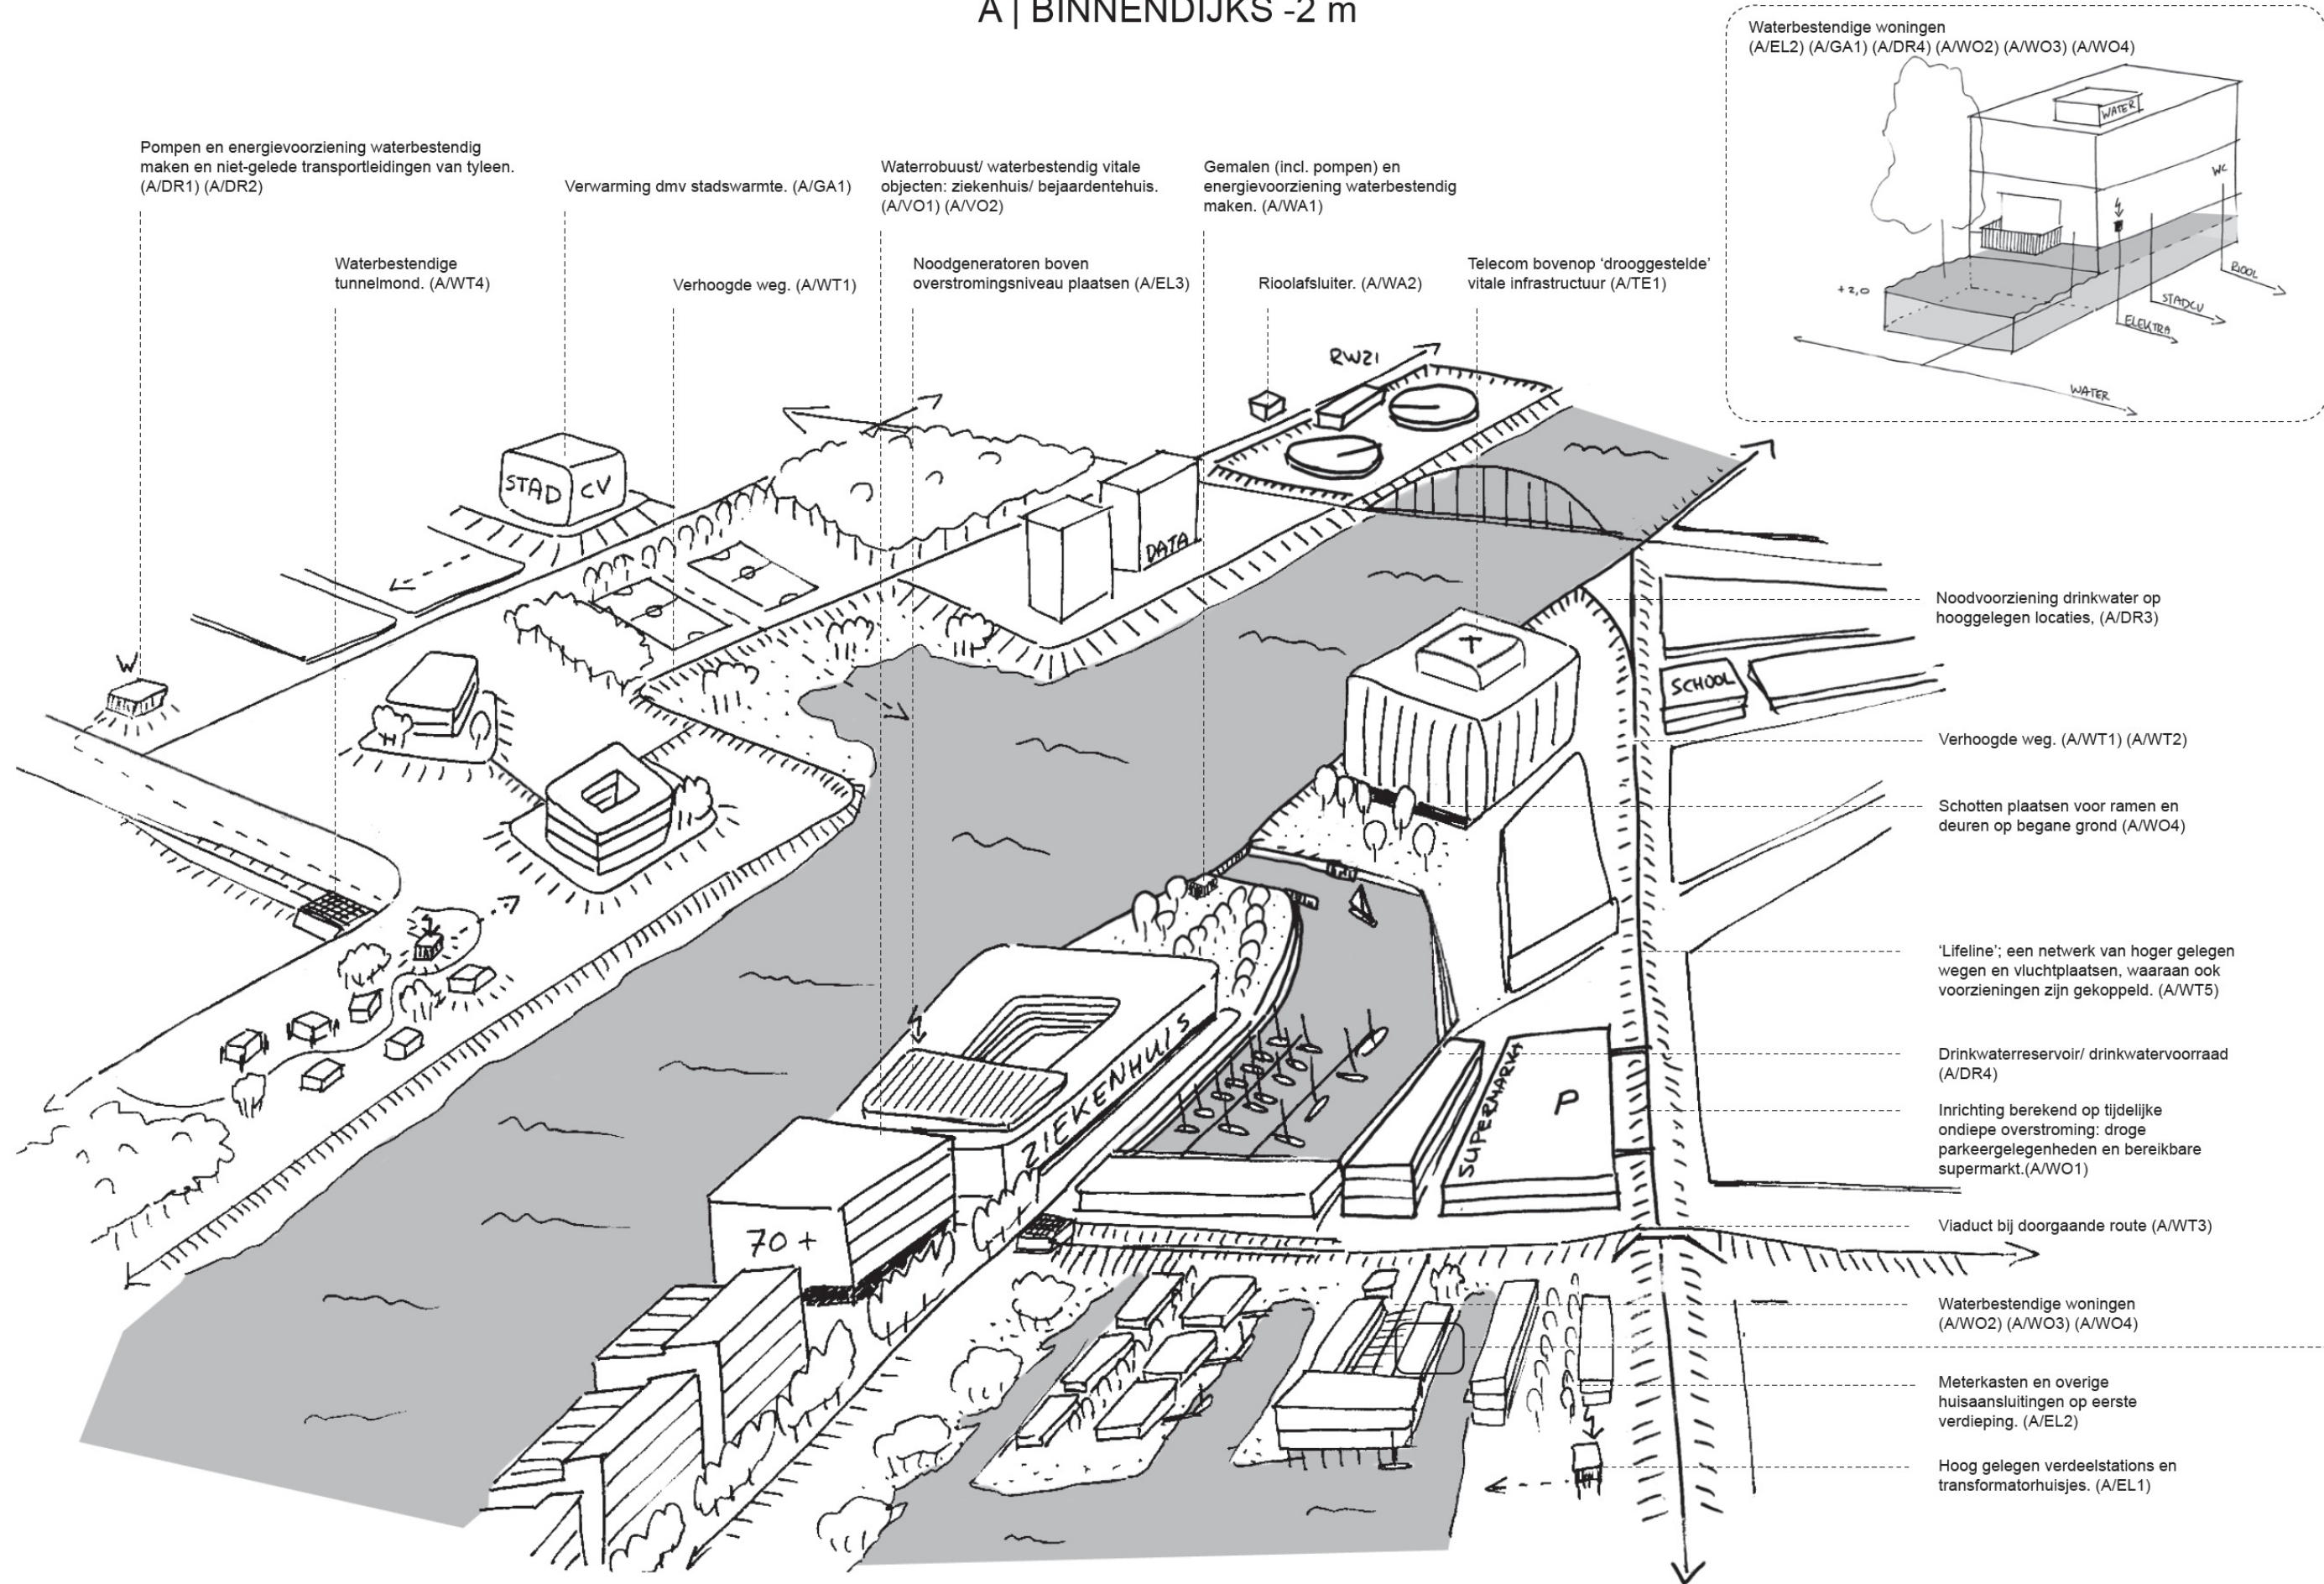 A | BINNENDIJKS -2 m
Waterbestendige woningen
(A/EL2) (A/GA1) (A/DR4) (A/WO2) (A/WO3) (A/WO4)
WATER
WC
+2,0
RIOOL
STADCV
ELEKTRA
WATER
Pompen en energievoorziening waterbestendig
maken en niet-gelede transportleidingen van tyleen.
(A/DR1) (A/DR2)
Verwarming dmv stadswarmte. (A/GA1)
Waterrobuust/ waterbestendig vitale
objecten: ziekenhuis/ bejaardentehuis.
(A/VO1) (A/VO2)
Gemalen (incl. pompen) en
energievoorziening waterbestendig
maken. (A/WA1)
Waterbestendige
tunnelmond. (A/WT4)
Verhoogde weg. (A/WT1)
Noodgeneratoren boven
overstromingsniveau plaatsen (A/EL3)
Rioolafsluiter. (A/WA2)
Telecom bovenop ‘drooggestelde’
vitale infrastructuur (A/TE1)
RWZI
STAD CV
DATA
W
T
SCHOOL
ZIEKENHUIS
SUPERMARKT
P
70 +
Noodvoorziening drinkwater op
hooggelegen locaties, (A/DR3)
Verhoogde weg. (A/WT1) (A/WT2)
Schotten plaatsen voor ramen en
deuren op begane grond (A/WO4)
‘Lifeline’; een netwerk van hoger gelegen
wegen en vluchtplaatsen, waaraan ook
voorzieningen zijn gekoppeld. (A/WT5)
Drinkwaterreservoir/ drinkwatervoorraad
(A/DR4)
Inrichting berekend op tijdelijke
ondiepe overstroming: droge
parkeergelegenheden en bereikbare
supermarkt.(A/WO1)
Viaduct bij doorgaande route (A/WT3)
Waterbestendige woningen
(A/WO2) (A/WO3) (A/WO4)
Meterkasten en overige
huisaansluitingen op eerste
verdieping. (A/EL2)
Hoog gelegen verdeelstations en
transformatorhuisjes. (A/EL1)